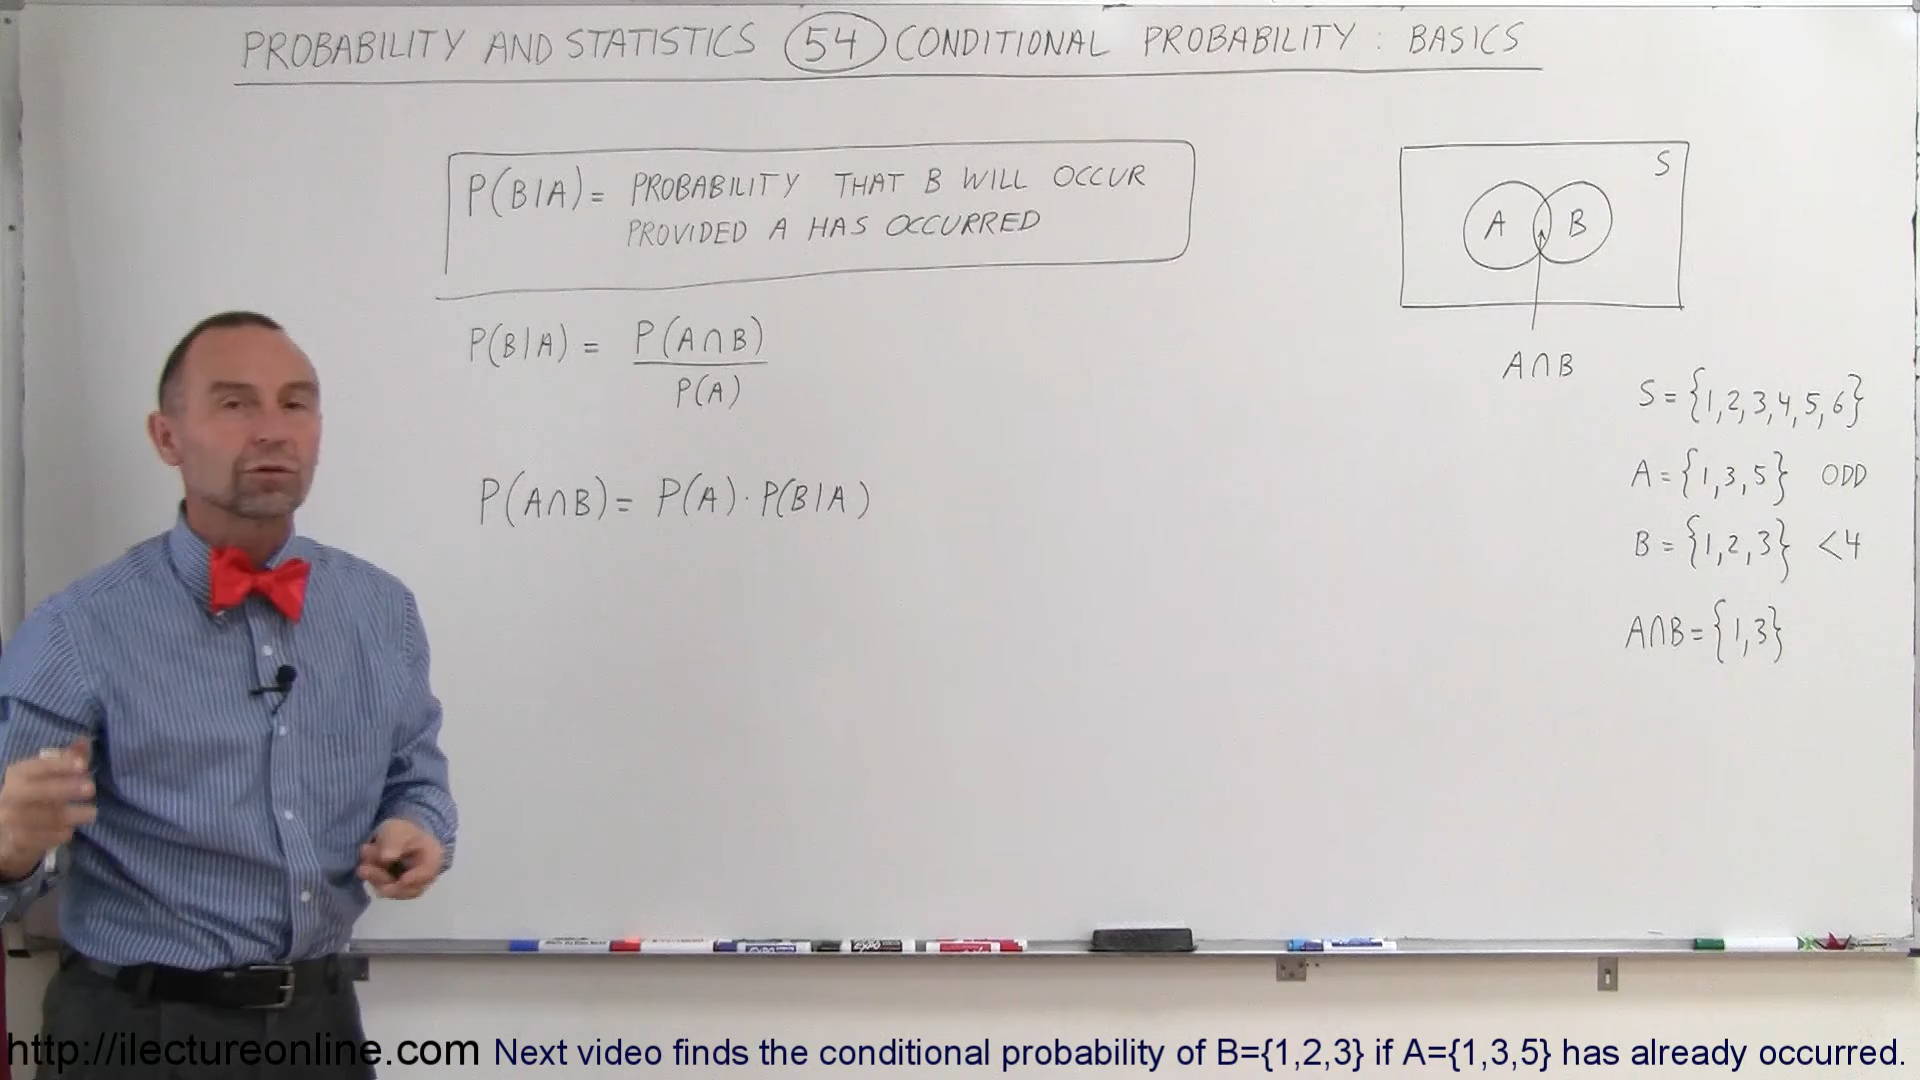 PROBABILITY AND STATISTICS 54 CONDITIONAL PROBABILITY : BASICS
P(B|A) = PROBABILITY THAT B WILL OCCUR
PROVIDED A HAS OCCURRED
S
A B
A∩B
P(B|A) = P(A∩B)
P(A)
S = {1,2,3,4,5,6}
A = {1,3,5} ODD
B = {1,2,3} <4
A∩B = {1,3}
P(A∩B) = P(A) · P(B|A)
EXPO
http://ilectureonline.com Next video finds the conditional probability of B={1,2,3} if A={1,3,5} has already occurred.